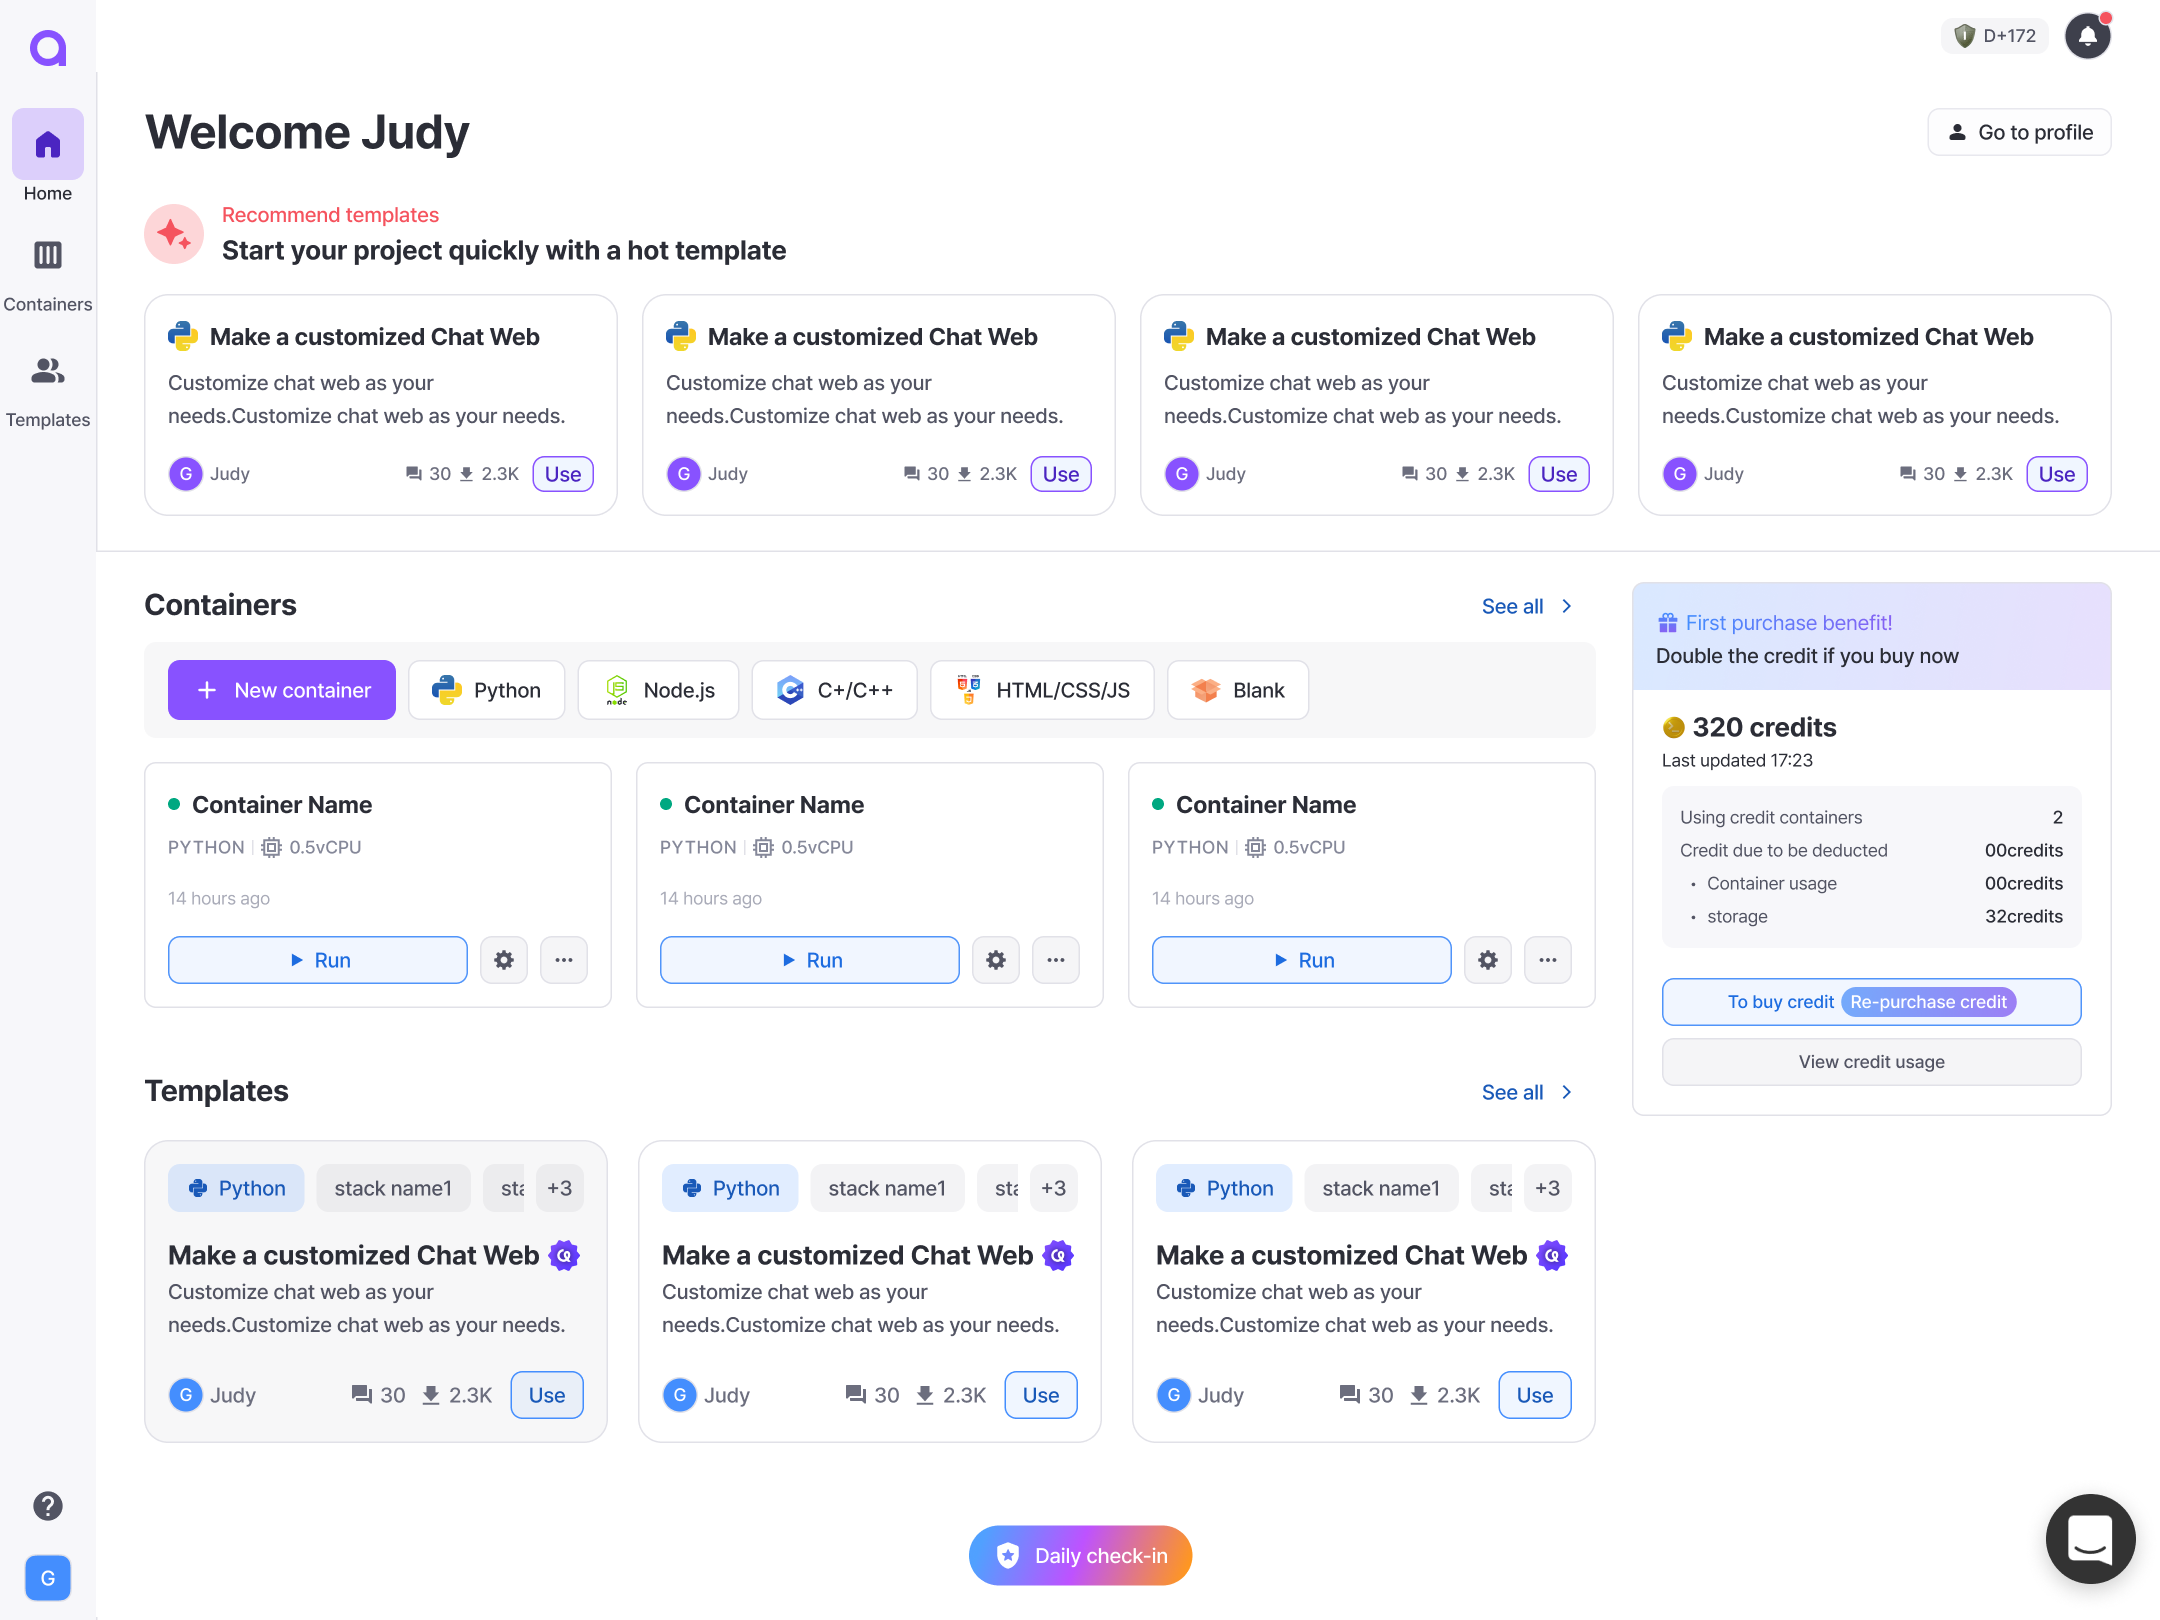 D+172
Welcome Judy
Go to profile
Home
Containers
Templates
Recommend templates
Start your project quickly with a hot template
Make a customized Chat Web
Customize chat web as your
needs.Customize chat web as your needs.
G Judy 30 2.3K Use
Make a customized Chat Web
Customize chat web as your
needs.Customize chat web as your needs.
G Judy 30 2.3K Use
Make a customized Chat Web
Customize chat web as your
needs.Customize chat web as your needs.
G Judy 30 2.3K Use
Make a customized Chat Web
Customize chat web as your
needs.Customize chat web as your needs.
G Judy 30 2.3K Use
Containers
See all
New container
Python
Node.js
C+/C++
HTML/CSS/JS
Blank
Container Name
PYTHON 0.5vCPU
14 hours ago
Run
Container Name
PYTHON 0.5vCPU
14 hours ago
Run
Container Name
PYTHON 0.5vCPU
14 hours ago
Run
First purchase benefit!
Double the credit if you buy now
320 credits
Last updated 17:23
Using credit containers 2
Credit due to be deducted 00credits
• Container usage 00credits
• storage 32credits
To buy credit Re-purchase credit
View credit usage
Templates
See all
Python stack name1 sta +3
Make a customized Chat Web
Customize chat web as your
needs.Customize chat web as your needs.
G Judy 30 2.3K Use
Python stack name1 sta +3
Make a customized Chat Web
Customize chat web as your
needs.Customize chat web as your needs.
G Judy 30 2.3K Use
Python stack name1 sta +3
Make a customized Chat Web
Customize chat web as your
needs.Customize chat web as your needs.
G Judy 30 2.3K Use
G
Daily check-in